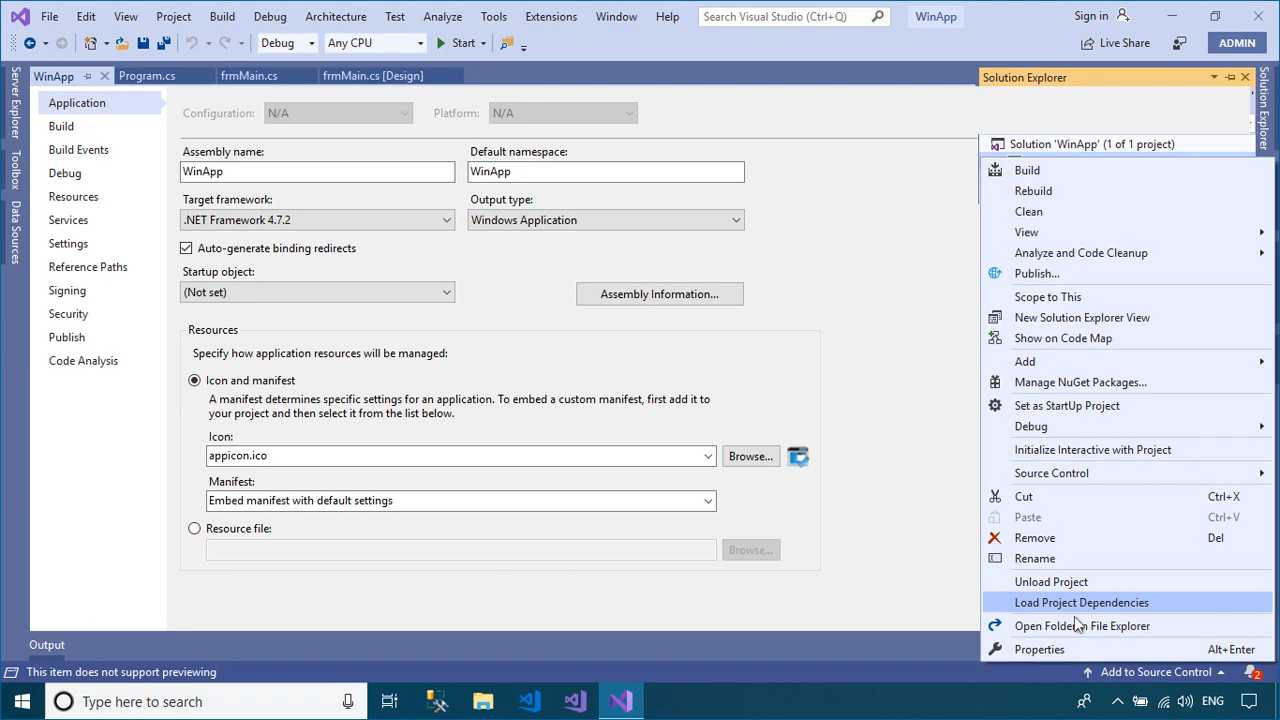 File Edit View Project Build Debug Architecture Test Analyze Tools Extensions Window Help Search Visual Studio (Ctrl+Q) WinApp Sign in
Debug Any CPU Start Live Share ADMIN
WinApp Program.cs frmMain.cs frmMain.cs [Design] Solution Explorer
Server Explorer
Toolbox
Data Sources
Solution Explorer
Application
Build
Build Events
Debug
Resources
Services
Settings
Reference Paths
Signing
Security
Publish
Code Analysis
Configuration: N/A Platform: N/A
Assembly name: Default namespace:
WinApp WinApp
Target framework: Output type:
.NET Framework 4.7.2 Windows Application
Auto-generate binding redirects
Startup object:
(Not set) Assembly Information...
Resources
Specify how application resources will be managed:
Icon and manifest
A manifest determines specific settings for an application. To embed a custom manifest, first add it to
your project and then select it from the list below.
Icon:
appicon.ico Browse...
Manifest:
Embed manifest with default settings
Resource file:
Browse...
Solution 'WinApp' (1 of 1 project)
Build
Rebuild
Clean
View
Analyze and Code Cleanup
Publish...
Scope to This
New Solution Explorer View
Show on Code Map
Add
Manage NuGet Packages...
Set as StartUp Project
Debug
Initialize Interactive with Project
Source Control
Cut Ctrl+X
Paste Ctrl+V
Remove Del
Rename
Unload Project
Load Project Dependencies
Open Folder in File Explorer
Properties Alt+Enter
Output
This item does not support previewing Add to Source Control 2
Type here to search ENG